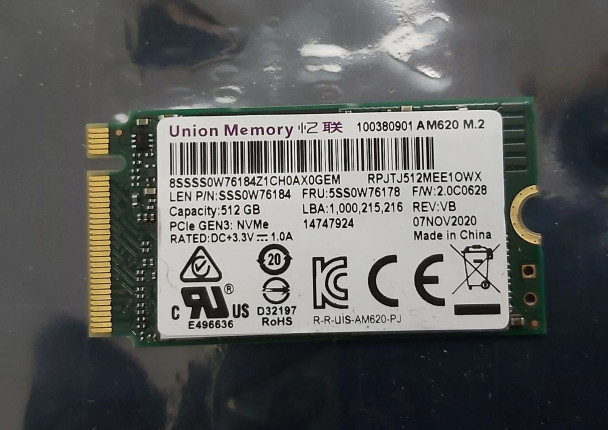 Union Memory 忆联 100380901 AM620 M.2
8SSSS0W76184Z1CH0AX0GEM RPJTJ512MEE1OWX
LEN P/N:SSS0W76184 FRU:5SS0W76178 F/W:2.0C0628
Capacity:512 GB LBA:1,000,215,216 REV:VB
PCIe GEN3: NVMe 14747924 07NOV2020
RATED:DC+3.3V⎓1.0A Made in China
20
C UL US
®
E496636
D32197
RoHS
R-R-UIS-AM620-PJ